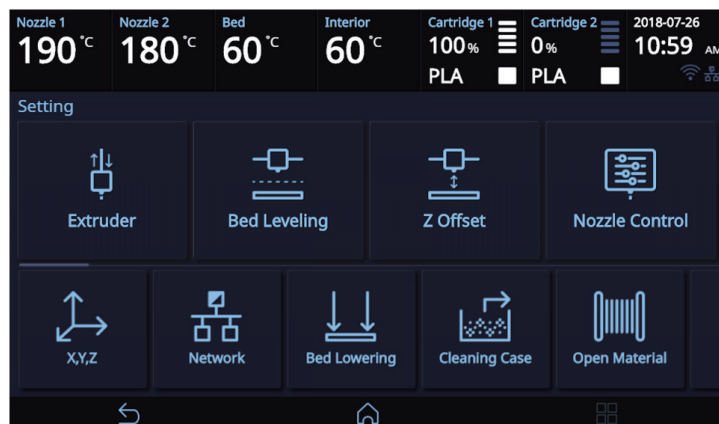 Nozzle 1 Nozzle 2 Bed Interior Cartridge 1 Cartridge 2 2018-07-26
190 °C 180 °C 60 °C 60 °C 100 % 0 % 10:59 AM
PLA PLA
Setting
Extruder Bed Leveling Z Offset Nozzle Control
X,Y,Z Network Bed Lowering Cleaning Case Open Material